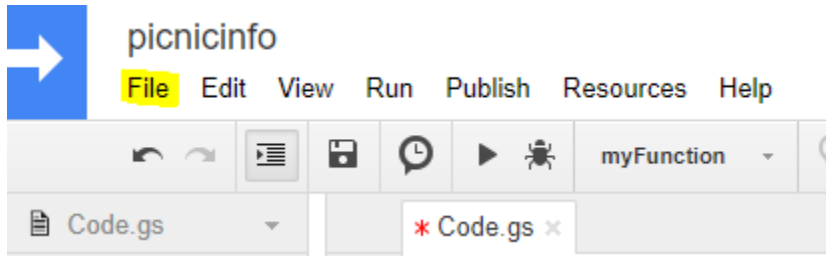 picnicinfo
File Edit View Run Publish Resources Help
myFunction
Code.gs
* Code.gs ×